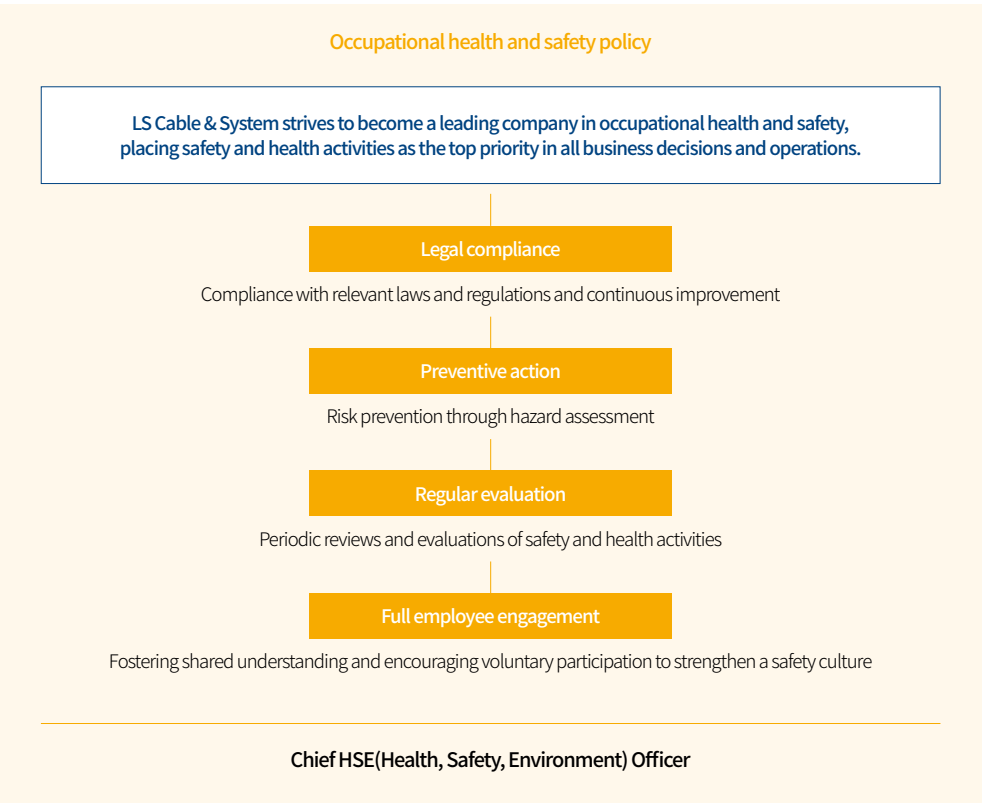 Occupational health and safety policy
LS Cable & System strives to become a leading company in occupational health and safety,
placing safety and health activities as the top priority in all business decisions and operations.
Legal compliance
Compliance with relevant laws and regulations and continuous improvement
Preventive action
Risk prevention through hazard assessment
Regular evaluation
Periodic reviews and evaluations of safety and health activities
Full employee engagement
Fostering shared understanding and encouraging voluntary participation to strengthen a safety culture
Chief HSE(Health, Safety, Environment) Officer